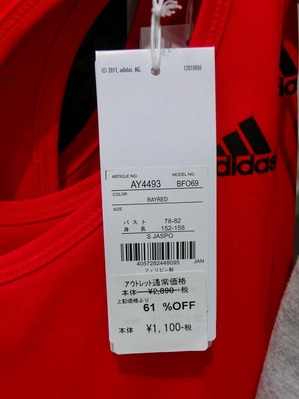 © 2011, adidas AG.
12010006
adidas
ARTICLE NO. MODEL NO.
AY4493 BFO69
COLOR
RAYRED
SIZE
バスト 78-82
身長 152-158
S JASPO
4057282448095 JAN
フィリピン製
アウトレット通常価格
本体 ¥2,890+税
上記価格より
61 %OFF
本体 ¥1,100+税